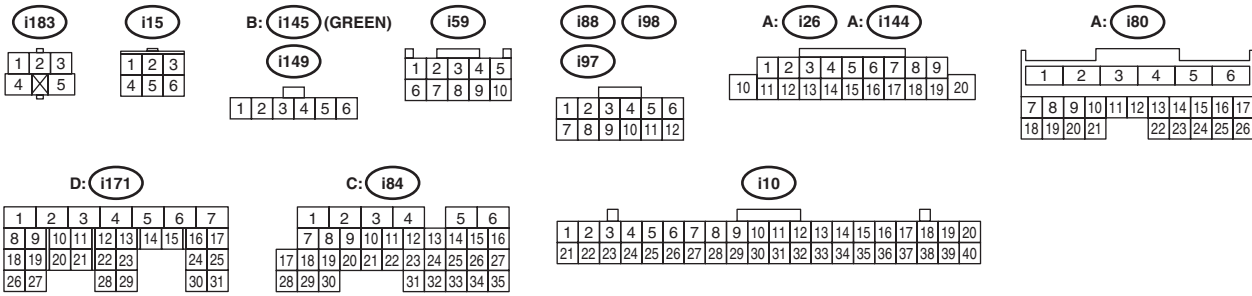 i183
1 2 3
4 5
i15
1 2 3
4 5 6
B: i145 (GREEN)
i149
1 2 3 4 5 6
i59
1 2 3 4 5
6 7 8 9 10
i88 i98
i97
1 2 3 4 5 6
7 8 9 10 11 12
A: i26 A: i144
1 2 3 4 5 6 7 8 9
10 11 12 13 14 15 16 17 18 19 20
A: i80
1 2 3 4 5 6
7 8 9 10 11 12 13 14 15 16 17
18 19 20 21 22 23 24 25 26
D: i171
1 2 3 4 5 6 7
8 9 10 11 12 13 14 15 16 17
18 19 20 21 22 23 24 25
26 27 28 29 30 31
C: i84
1 2 3 4 5 6
7 8 9 10 11 12 13 14 15 16
17 18 19 20 21 22 23 24 25 26 27
28 29 30 31 32 33 34 35
i10
1 2 3 4 5 6 7 8 9 10 11 12 13 14 15 16 17 18 19 20
21 22 23 24 25 26 27 28 29 30 31 32 33 34 35 36 37 38 39 40